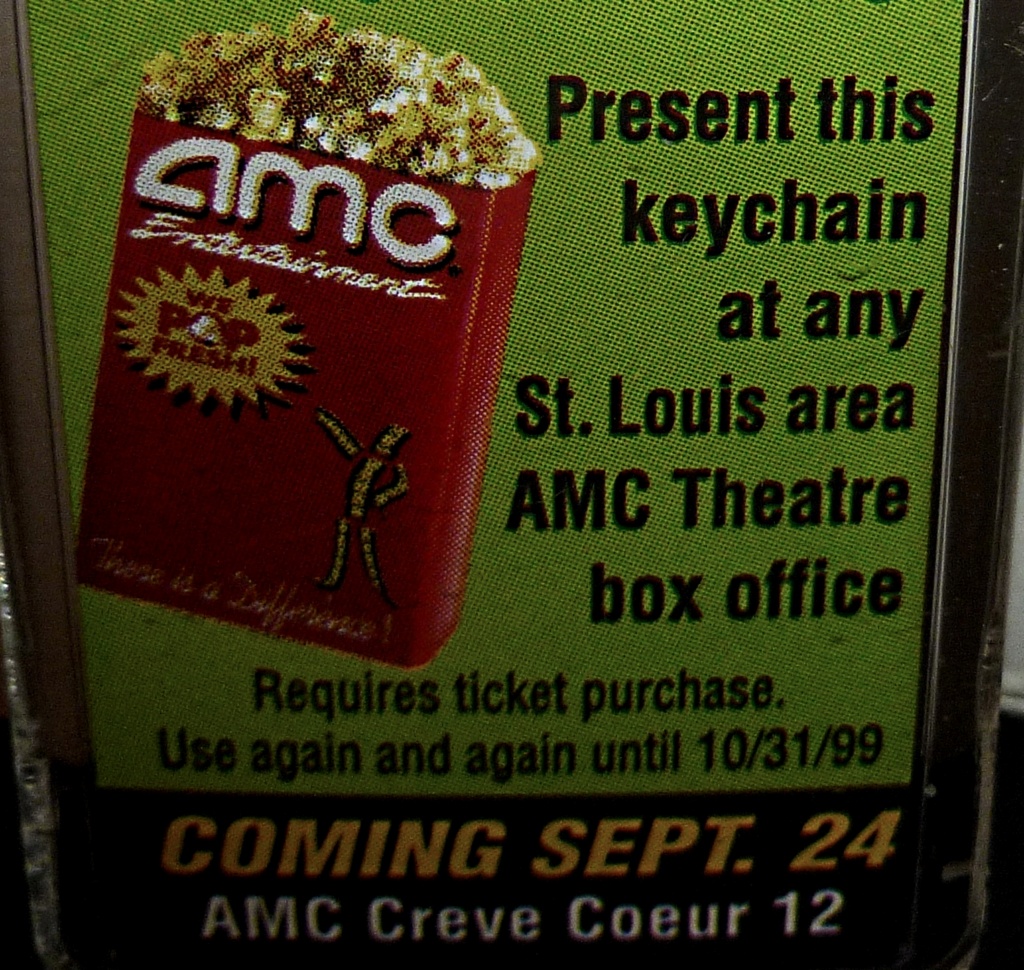 amc
Entertainment
WE
POP
FRESH!
There is a Difference!
Present this
keychain
at any
St. Louis area
AMC Theatre
box office
Requires ticket purchase.
Use again and again until 10/31/99
COMING SEPT. 24
AMC Creve Coeur 12